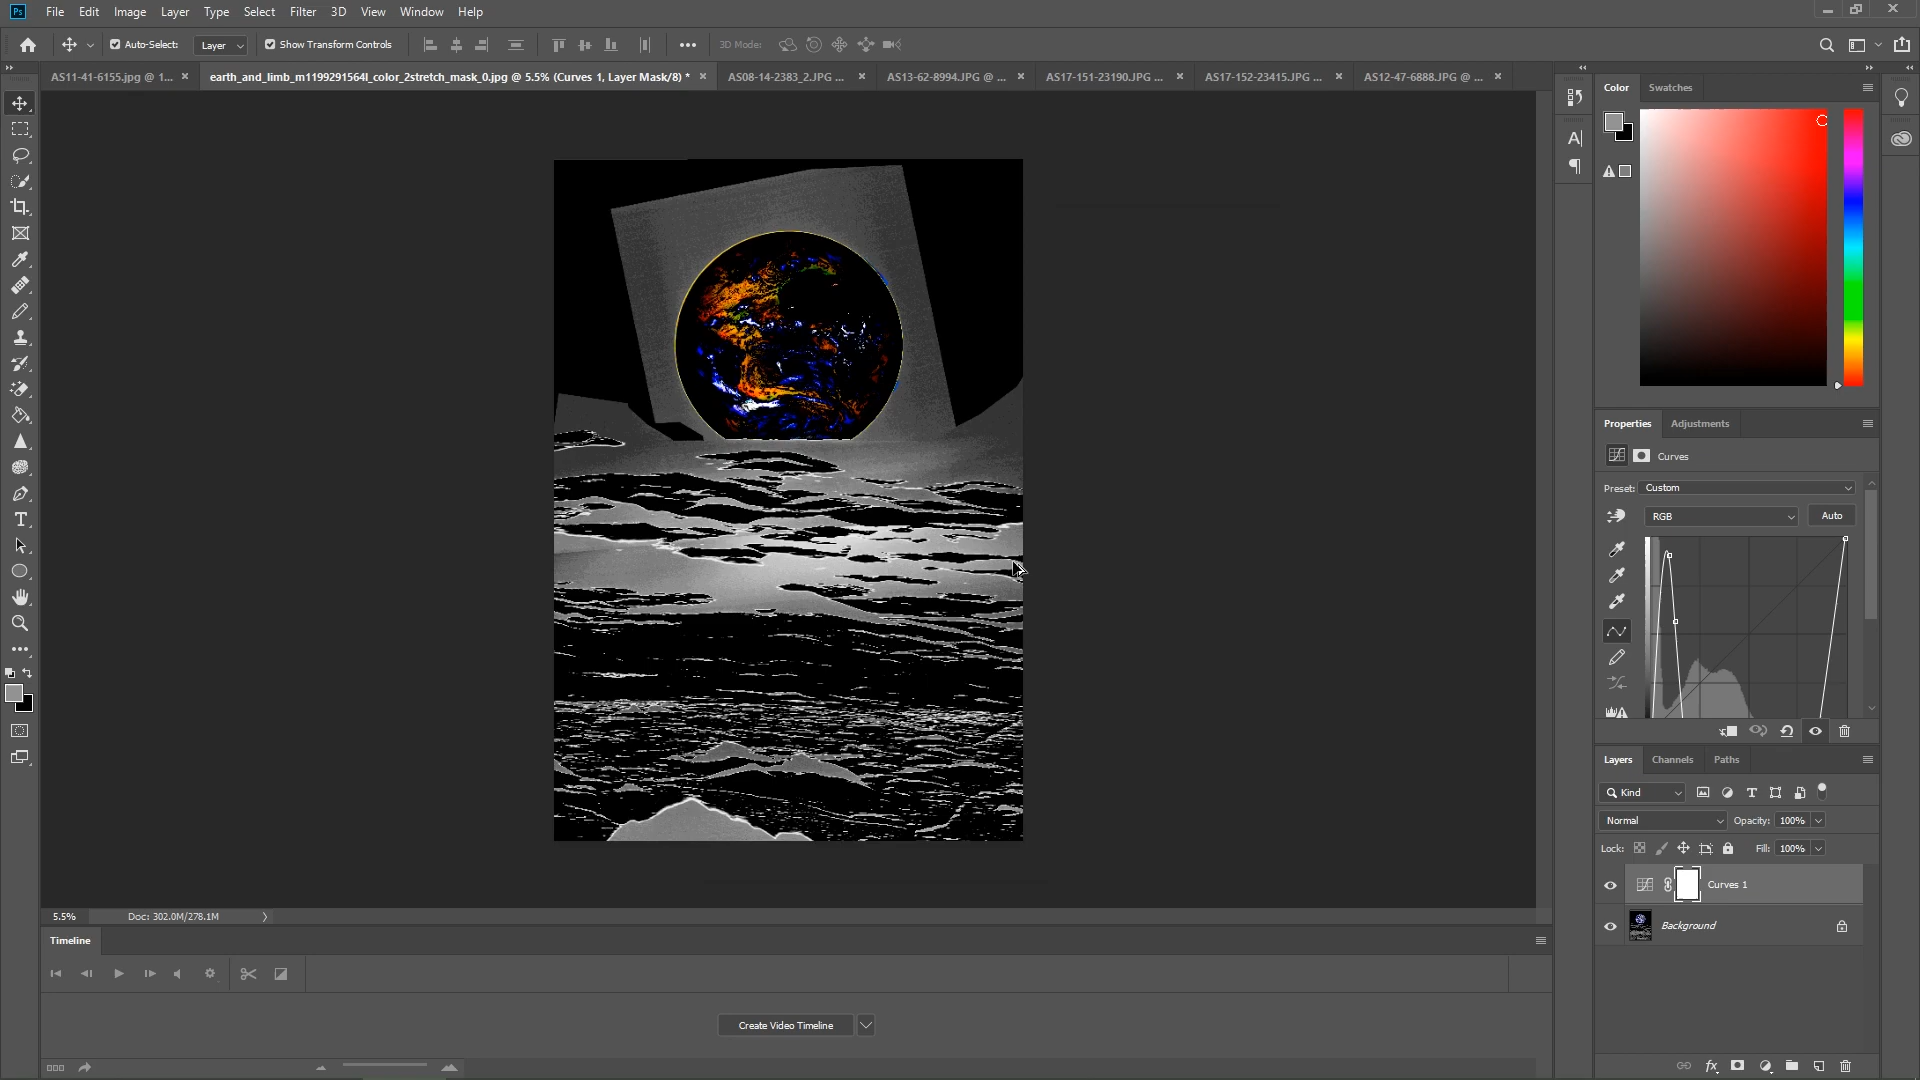 Ps File Edit Image Layer Type Select Filter 3D View Window Help
Auto-Select: Layer Show Transform Controls 3D Mode:
AS11-41-6155.jpg @ 1... earth_and_limb_m1199291564l_color_2stretch_mask_0.jpg @ 5.5% (Curves 1, Layer Mask/8) * AS08-14-2383_2.JPG ... AS13-62-8994.JPG @ ... AS17-151-23190.JPG ... AS17-152-23415.JPG ... AS12-47-6888.JPG @ ...
Color Swatches
Properties Adjustments
Curves
Preset: Custom
RGB Auto
Layers Channels Paths
Kind
Normal Opacity: 100%
Lock: Fill: 100%
Curves 1
Background
5.5% Doc: 302.0M/278.1M
Timeline
Create Video Timeline